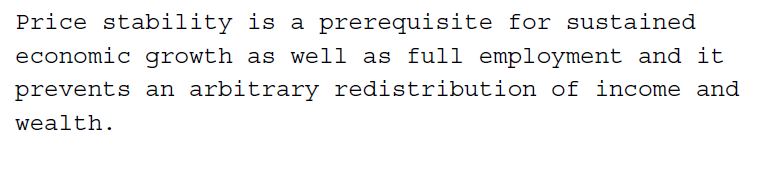 Price stability is a prerequisite for sustained
economic growth as well as full employment and it
prevents an arbitrary redistribution of income and
wealth.